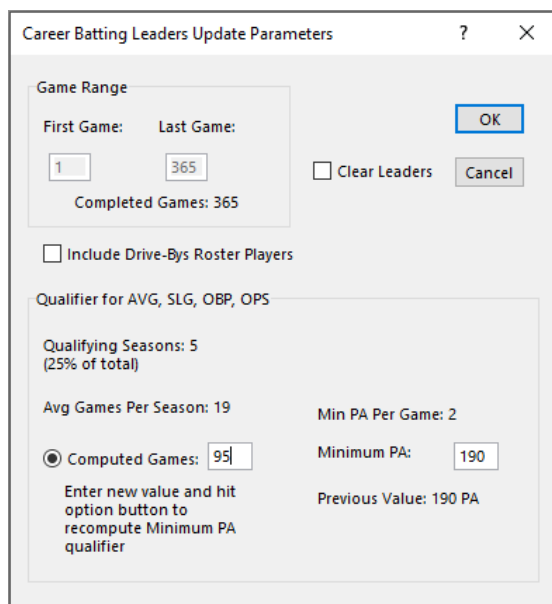 Career Batting Leaders Update Parameters
?
Game Range
First Game:
Last Game:
1
365
Completed Games: 365
OK
Clear Leaders
Cancel
Include Drive-Bys Roster Players
Qualifier for AVG, SLG, OBP, OPS
Qualifying Seasons: 5
(25% of total)
Avg Games Per Season: 19
Min PA Per Game: 2
Computed Games:
95
Minimum PA:
190
Enter new value and hit
option button to
recompute Minimum PA
qualifier
Previous Value: 190 PA